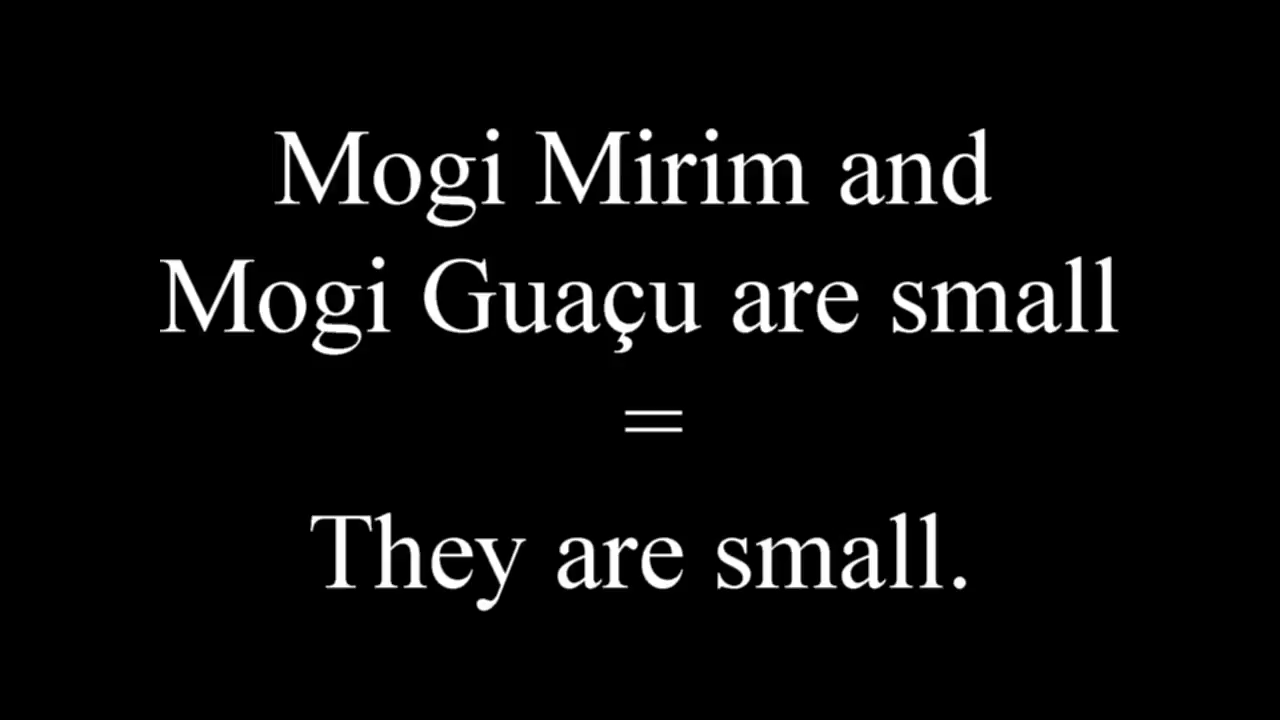 Mogi Mirim and
Mogi Guaçu are small
=
They are small.